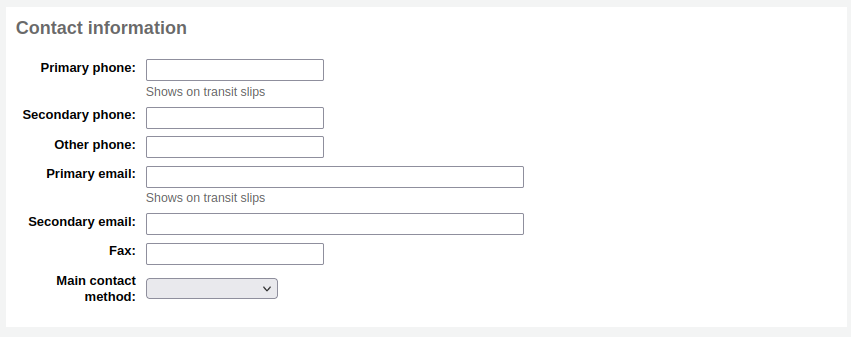 Contact information
Primary phone:
Shows on transit slips
Secondary phone:
Other phone:
Primary email:
Shows on transit slips
Secondary email:
Fax:
Main contact
method: